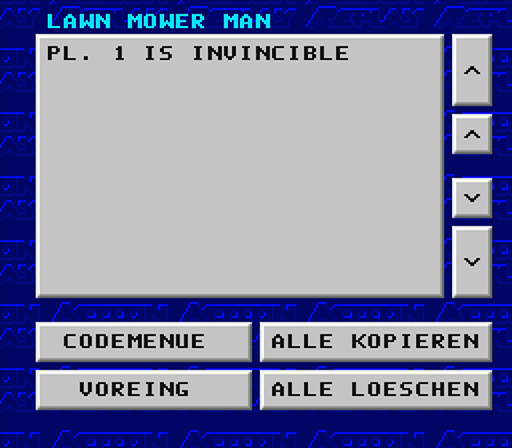 LAWN MOWER MAN
PL. 1 IS INVINCIBLE
CODEMENUE
ALLE KOPIEREN
VOREING
ALLE LOESCHEN